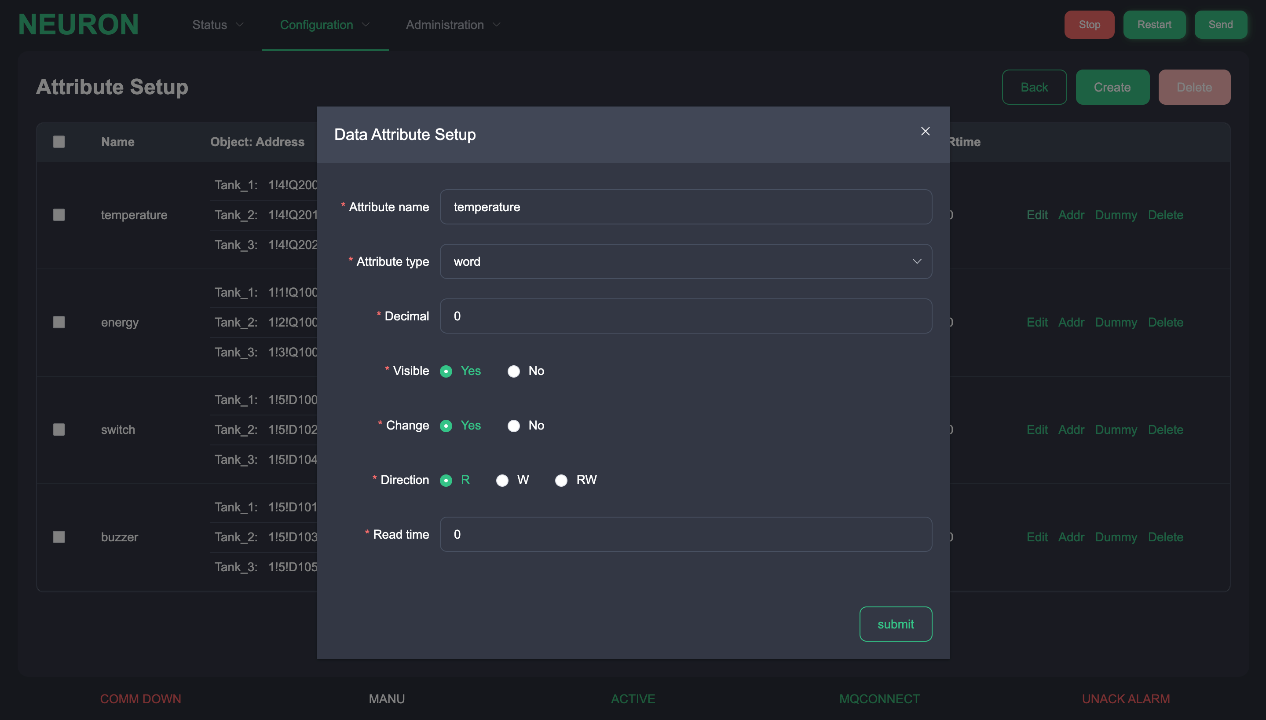 NEURON
Status Configuration Administration Stop Restart Send
Attribute Setup Back Create Delete
Data Attribute Setup
Name Object: Address Rtime
Tank_1: 1!4!Q200
temperature Tank_2: 1!4!Q201 Edit Addr Dummy Delete
Tank_3: 1!4!Q202
Tank_1: 1!1!Q100
energy Tank_2: 1!2!Q100 Edit Addr Dummy Delete
Tank_3: 1!3!Q100
Tank_1: 1!5!D100
switch Tank_2: 1!5!D102 Edit Addr Dummy Delete
Tank_3: 1!5!D104
Tank_1: 1!5!D101
buzzer Tank_2: 1!5!D103 Edit Addr Dummy Delete
Tank_3: 1!5!D105
* Attribute name temperature
* Attribute type word
* Decimal 0
* Visible Yes No
* Change Yes No
* Direction R W RW
* Read time 0
submit
COMM DOWN MANU ACTIVE MQCONNECT UNACK ALARM